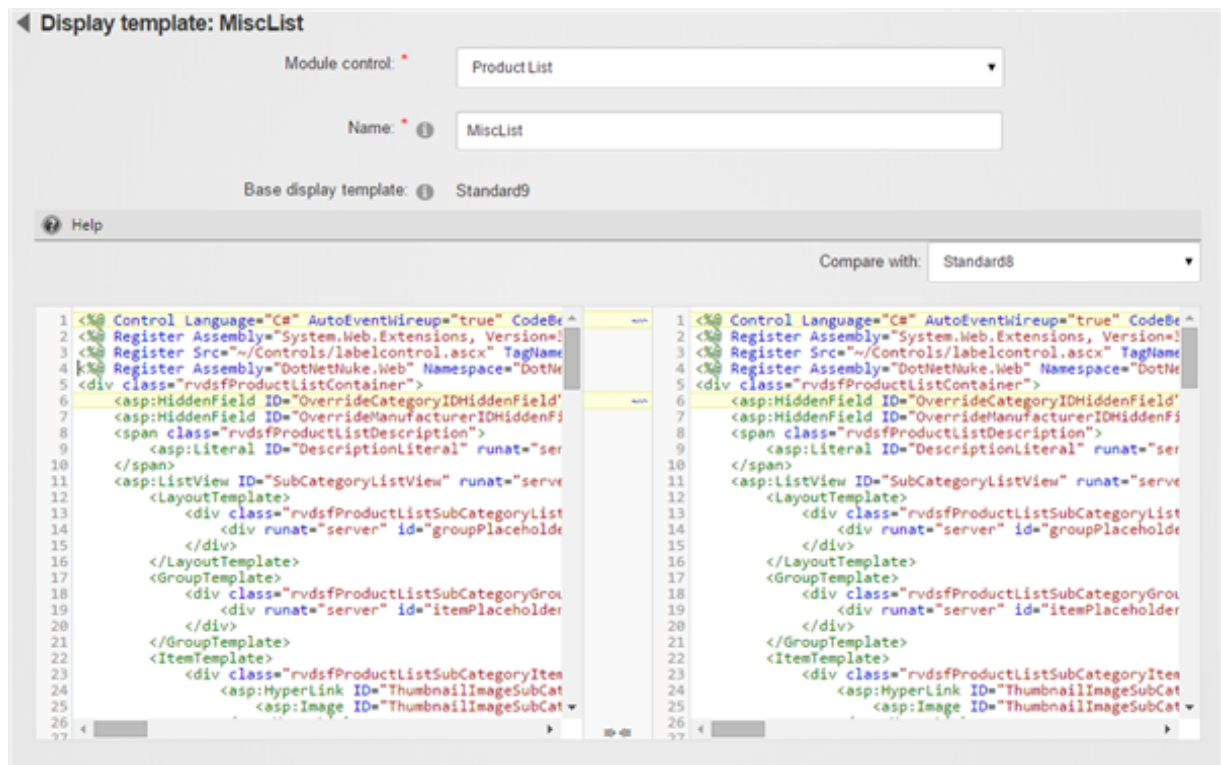 Display template: MiscList
Module control: *
Product List
Name: *
MiscList
Base display template:
Standard9
Help
Compare with:
Standard8
1 <%@ Control Language="C#" AutoEventWireup="true" CodeBe
2 <%@ Register Assembly="System.Web.Extensions, Version=3
3 <%@ Register Src="~/Controls/labelcontrol.ascx" TagName
4 <%@ Register Assembly="DotNetNuke.Web" Namespace="DotNe
5 <div class="rvdsfProductListContainer">
6 <asp:HiddenField ID="OverrideCategoryIDHiddenField"
7 <asp:HiddenField ID="OverrideManufacturerIDHiddenFi
8 <span class="rvdsfProductListDescription">
9 <asp:Literal ID="DescriptionLiteral" runat="ser
10 </span>
11 <asp:ListView ID="SubCategoryListView" runat="serve
12 <LayoutTemplate>
13 <div class="rvdsfProductListSubCategoryList
14 <div runat="server" id="groupPlaceholde
15 </div>
16 </LayoutTemplate>
17 <GroupTemplate>
18 <div class="rvdsfProductListSubCategoryGrou
19 <div runat="server" id="itemPlaceholder
20 </div>
21 </GroupTemplate>
22 <ItemTemplate>
23 <div class="rvdsfProductListSubCategoryItem
24 <asp:HyperLink ID="ThumbnailImageSubCat
25 <asp:Image ID="ThumbnailImageSubCat
26
27
1 <%@ Control Language="C#" AutoEventWireup="true" CodeBe
2 <%@ Register Assembly="System.Web.Extensions, Version=3
3 <%@ Register Src="~/Controls/labelcontrol.ascx" TagName
4 <%@ Register Assembly="DotNetNuke.Web" Namespace="DotNe
5 <div class="rvdsfProductListContainer">
6 <asp:HiddenField ID="OverrideCategoryIDHiddenField"
7 <asp:HiddenField ID="OverrideManufacturerIDHiddenFi
8 <span class="rvdsfProductListDescription">
9 <asp:Literal ID="DescriptionLiteral" runat="ser
10 </span>
11 <asp:ListView ID="SubCategoryListView" runat="serve
12 <LayoutTemplate>
13 <div class="rvdsfProductListSubCategoryList
14 <div runat="server" id="groupPlaceholde
15 </div>
16 </LayoutTemplate>
17 <GroupTemplate>
18 <div class="rvdsfProductListSubCategoryGrou
19 <div runat="server" id="itemPlaceholder
20 </div>
21 </GroupTemplate>
22 <ItemTemplate>
23 <div class="rvdsfProductListSubCategoryItem
24 <asp:HyperLink ID="ThumbnailImageSubCat
25 <asp:Image ID="ThumbnailImageSubCat
26
27